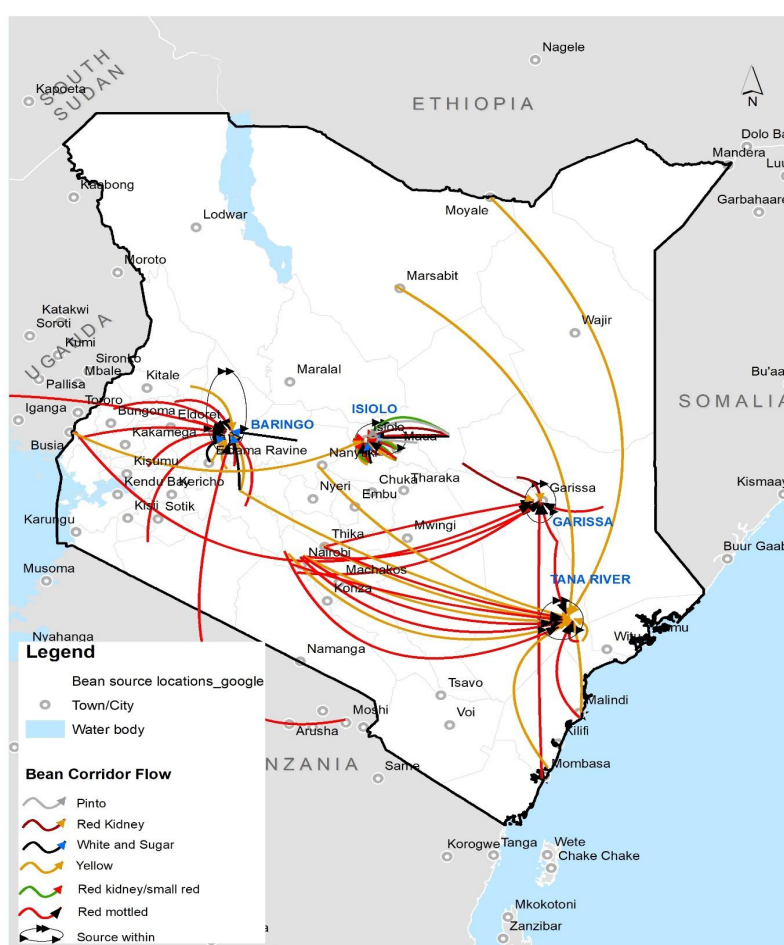 Nagele
Kapoeta
SOUTH
SUDAN
ETHIOPIA
N
Dolo Ba
Mandera
Luu
Kaabong
Garbahaare
Moyale
Lodwar
Moroto
Marsabit
Wajir
Katakwi
Soroti
Kumi
UGANDA
Sironko
Mbale
Pallisa
Kitale
Maralal
Bu'aa
SOMALIA
Tororo
Iganga
Bungoma
Eldoret
BARINGO
ISIOLO
Isiolo
Busia
Kakamega
Maua
Eldama Ravine
Kisumu
Nanyuki
Kendu Bay
Kericho
Chuka
Tharaka
Garissa
Kismaay
Nyeri
Embu
Kisii
Sotik
GARISSA
Karungu
Thika
Mwingi
Buur Gaab
Nairobi
Machakos
Musoma
TANA RIVER
Konza
Nyahanga
Witu
Namanga
Legend
Bean source locations_google
Town/City
Water body
Tsavo
Voi
Malindi
Moshi
Arusha
Kilifi
NZANIA
Same
Mombasa
Bean Corridor Flow
Pinto
Red Kidney
White and Sugar
Yellow
Red kidney/small red
Red mottled
Source within
Korogwe
Tanga
Wete
Chake Chake
Mkokotoni
Zanzibar